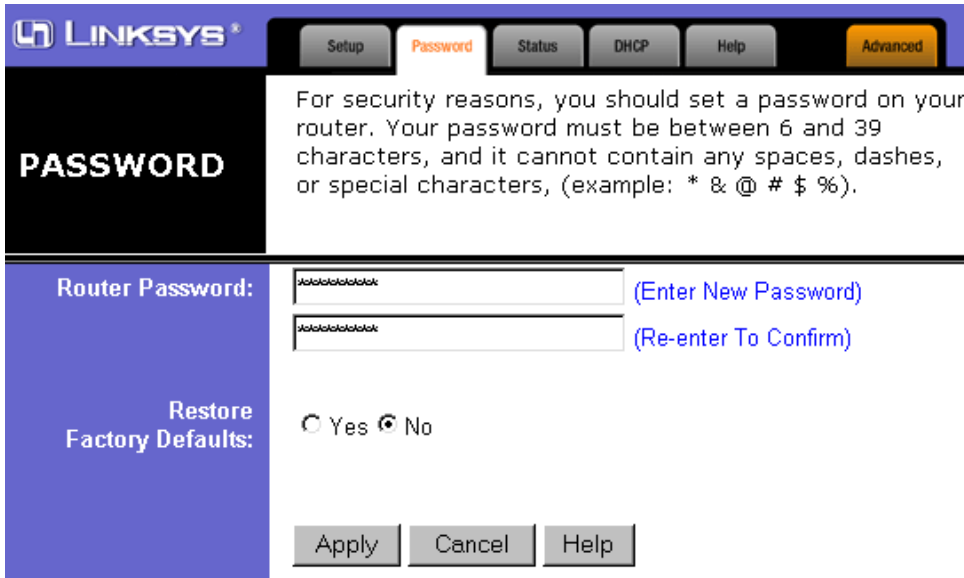 LINKSYS®
Setup Password Status DHCP Help Advanced
PASSWORD
For security reasons, you should set a password on your
router. Your password must be between 6 and 39
characters, and it cannot contain any spaces, dashes,
or special characters, (example: * & @ # $ %).
Router Password: (Enter New Password)
(Re-enter To Confirm)
Restore
Factory Defaults:
Yes No
Apply Cancel Help